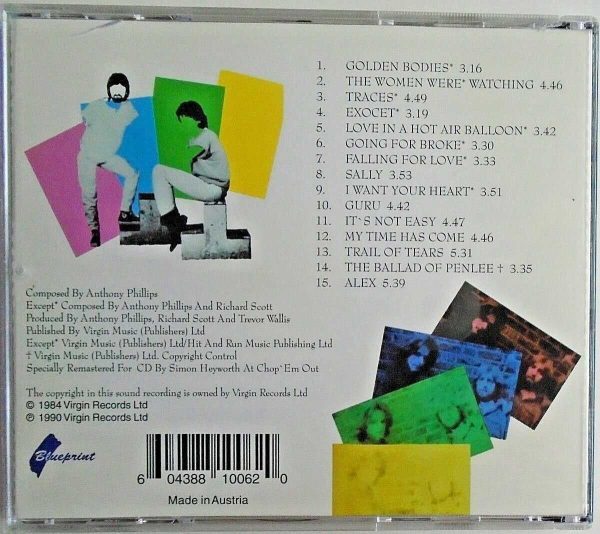 1. GOLDEN BODIES* 3.16
2. THE WOMEN WERE* WATCHING 4.46
3. TRACES* 4.49
4. EXOCET* 3.19
5. LOVE IN A HOT AIR BALLOON* 3.42
6. GOING FOR BROKE* 3.30
7. FALLING FOR LOVE* 3.33
8. SALLY 3.53
9. I WANT YOUR HEART* 3.51
10. GURU 4.42
11. IT`S NOT EASY 4.47
12. MY TIME HAS COME 4.46
13. TRAIL OF TEARS 5.31
14. THE BALLAD OF PENLEE † 3.35
15. ALEX 5.39
Composed By Anthony Phillips
Except* Composed By Anthony Phillips And Richard Scott
Produced By Anthony Phillips, Richard Scott and Trevor Wallis
Published By Virgin Music (Publishers) Ltd
Except* Virgin Music (Publishers) Ltd/Hit And Run Music Publishing Ltd
† Virgin Music (Publishers) Ltd. Copyright Control
Specially Remastered For CD By Simon Heyworth At Chop`Em Out
The copyright in this sound recording is owned by Virgin Records Ltd
© 1984 Virgin Records Ltd
℗ 1990 Virgin Records Ltd
Blueprint
6 04388 10062 0
Made in Austria